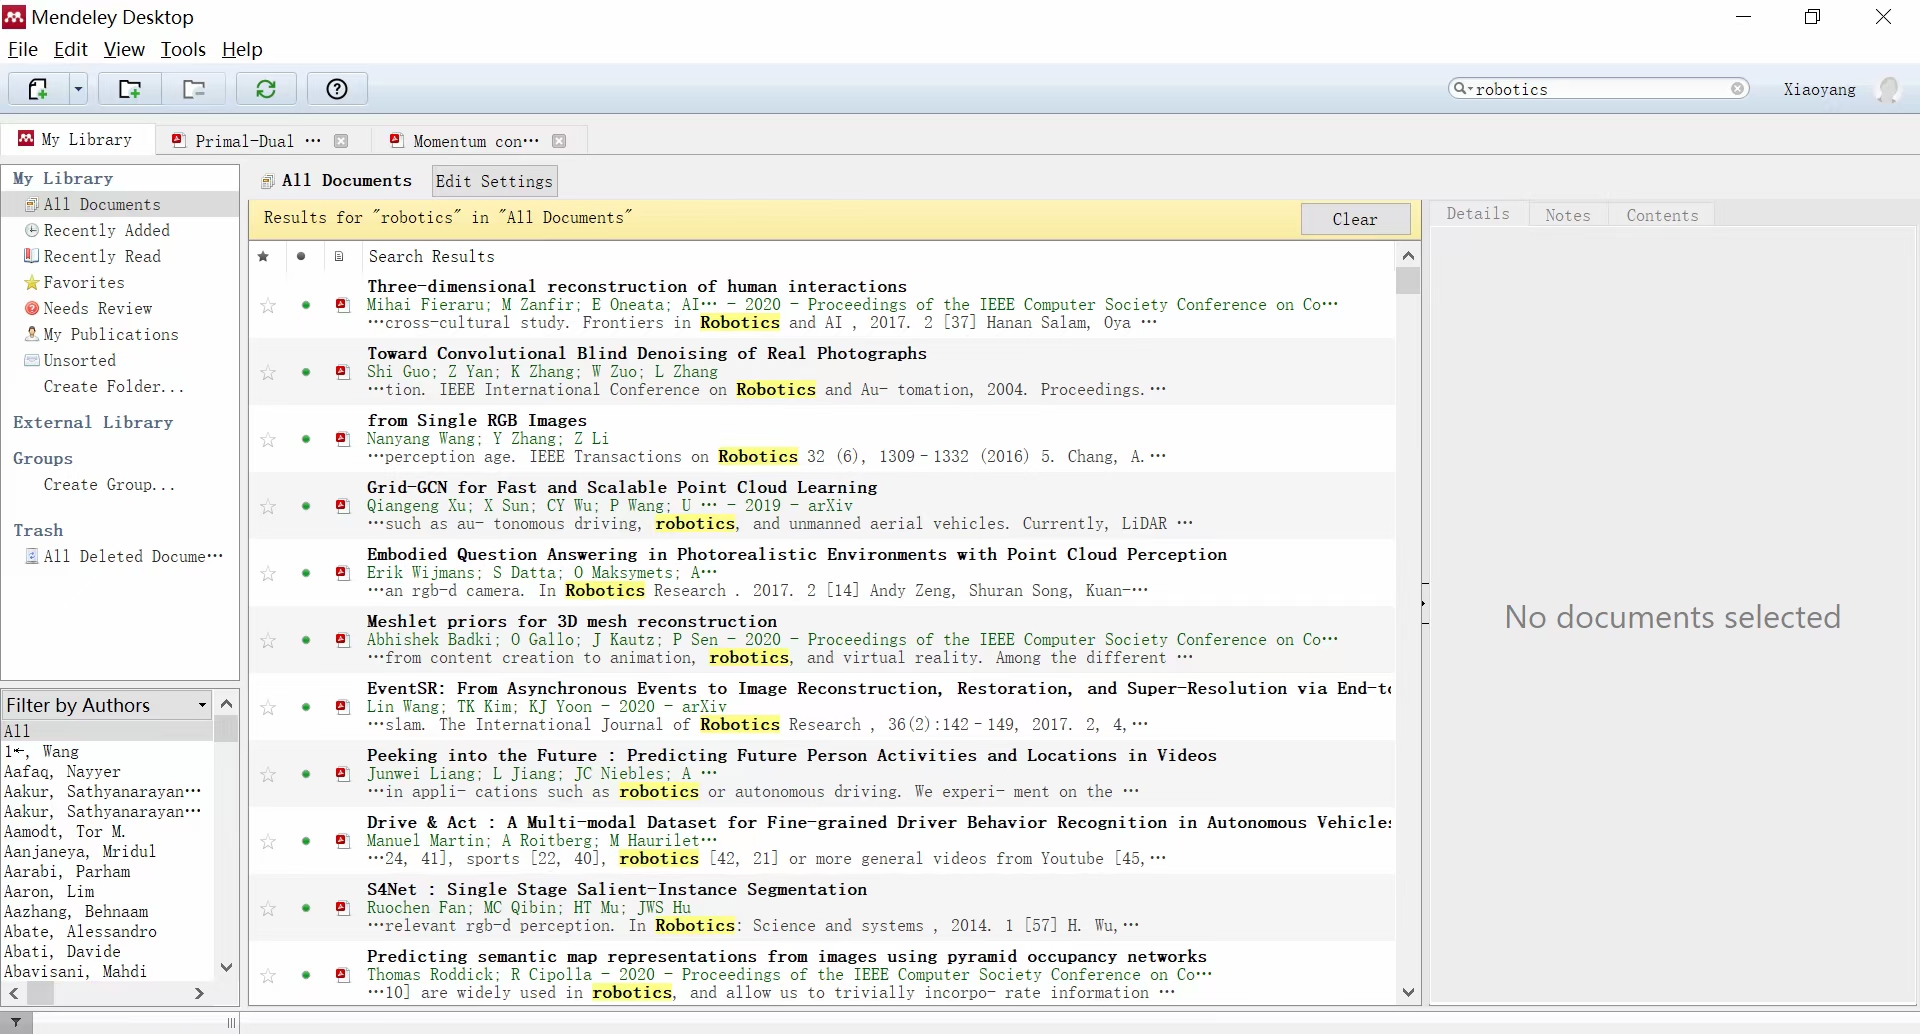 Mendeley Desktop
File Edit View Tools Help
robotics
Xiaoyang
My Library
Primal-Dual ···
Momentum con···
My Library
All Documents
Recently Added
Recently Read
Favorites
Needs Review
My Publications
Unsorted
Create Folder...
External Library
Groups
Create Group...
Trash
All Deleted Docume···
Filter by Authors
All
1←, Wang
Aafaq, Nayyer
Aakur, Sathyanarayan···
Aakur, Sathyanarayan···
Aamodt, Tor M.
Aanjaneya, Mridul
Aarabi, Parham
Aaron, Lim
Aazhang, Behnaam
Abate, Alessandro
Abati, Davide
Abavisani, Mahdi
All Documents Edit Settings
Results for "robotics" in "All Documents" Clear
Search Results
Three-dimensional reconstruction of human interactions
Mihai Fieraru; M Zanfir; E Oneata; AI··· - 2020 - Proceedings of the IEEE Computer Society Conference on Co···
···cross-cultural study. Frontiers in Robotics and AI , 2017. 2 [37] Hanan Salam, Oya ···
Toward Convolutional Blind Denoising of Real Photographs
Shi Guo; Z Yan; K Zhang; W Zuo; L Zhang
···tion. IEEE International Conference on Robotics and Au- tomation, 2004. Proceedings.···
from Single RGB Images
Nanyang Wang; Y Zhang; Z Li
···perception age. IEEE Transactions on Robotics 32 (6), 1309–1332 (2016) 5. Chang, A.···
Grid-GCN for Fast and Scalable Point Cloud Learning
Qiangeng Xu; X Sun; CY Wu; P Wang; U ··· - 2019 - arXiv
···such as au- tonomous driving, robotics, and unmanned aerial vehicles. Currently, LiDAR ···
Embodied Question Answering in Photorealistic Environments with Point Cloud Perception
Erik Wijmans; S Datta; O Maksymets; A···
···an rgb-d camera. In Robotics Research . 2017. 2 [14] Andy Zeng, Shuran Song, Kuan-···
Meshlet priors for 3D mesh reconstruction
Abhishek Badki; O Gallo; J Kautz; P Sen - 2020 - Proceedings of the IEEE Computer Society Conference on Co···
···from content creation to animation, robotics, and virtual reality. Among the different ···
EventSR: From Asynchronous Events to Image Reconstruction, Restoration, and Super-Resolution via End-to
Lin Wang; TK Kim; KJ Yoon - 2020 - arXiv
···slam. The International Journal of Robotics Research , 36(2):142–149, 2017. 2, 4,···
Peeking into the Future : Predicting Future Person Activities and Locations in Videos
Junwei Liang; L Jiang; JC Niebles; A ···
···in appli- cations such as robotics or autonomous driving. We experi- ment on the ···
Drive & Act : A Multi-modal Dataset for Fine-grained Driver Behavior Recognition in Autonomous Vehicles
Manuel Martin; A Roitberg; M Haurilet···
···24, 41], sports [22, 40], robotics [42, 21] or more general videos from Youtube [45,···
S4Net : Single Stage Salient-Instance Segmentation
Ruochen Fan; MC Qibin; HT Mu; JWS Hu
···relevant rgb-d perception. In Robotics: Science and systems , 2014. 1 [57] H. Wu,···
Predicting semantic map representations from images using pyramid occupancy networks
Thomas Roddick; R Cipolla - 2020 - Proceedings of the IEEE Computer Society Conference on Co···
···10] are widely used in robotics, and allow us to trivially incorpo- rate information ···
Details Notes Contents
No documents selected